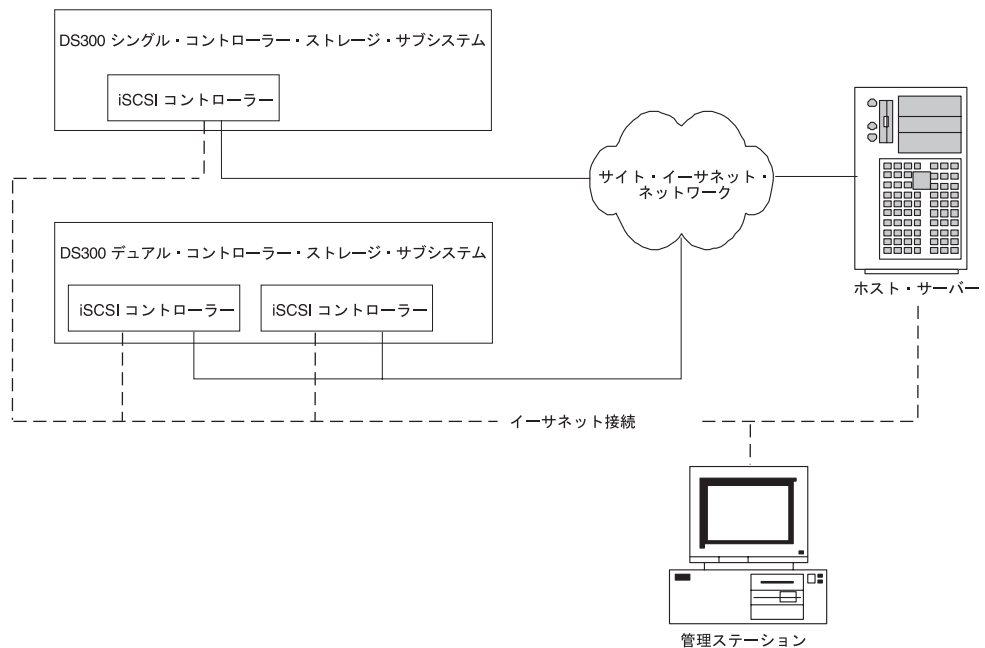 DS300 シングル・コントローラー・ストレージ・サブシステム
iSCSI コントローラー
サイト・イーサネット・
ネットワーク
DS300 デュアル・コントローラー・ストレージ・サブシステム
iSCSI コントローラー
iSCSI コントローラー
ホスト・サーバー
イーサネット接続
管理ステーション